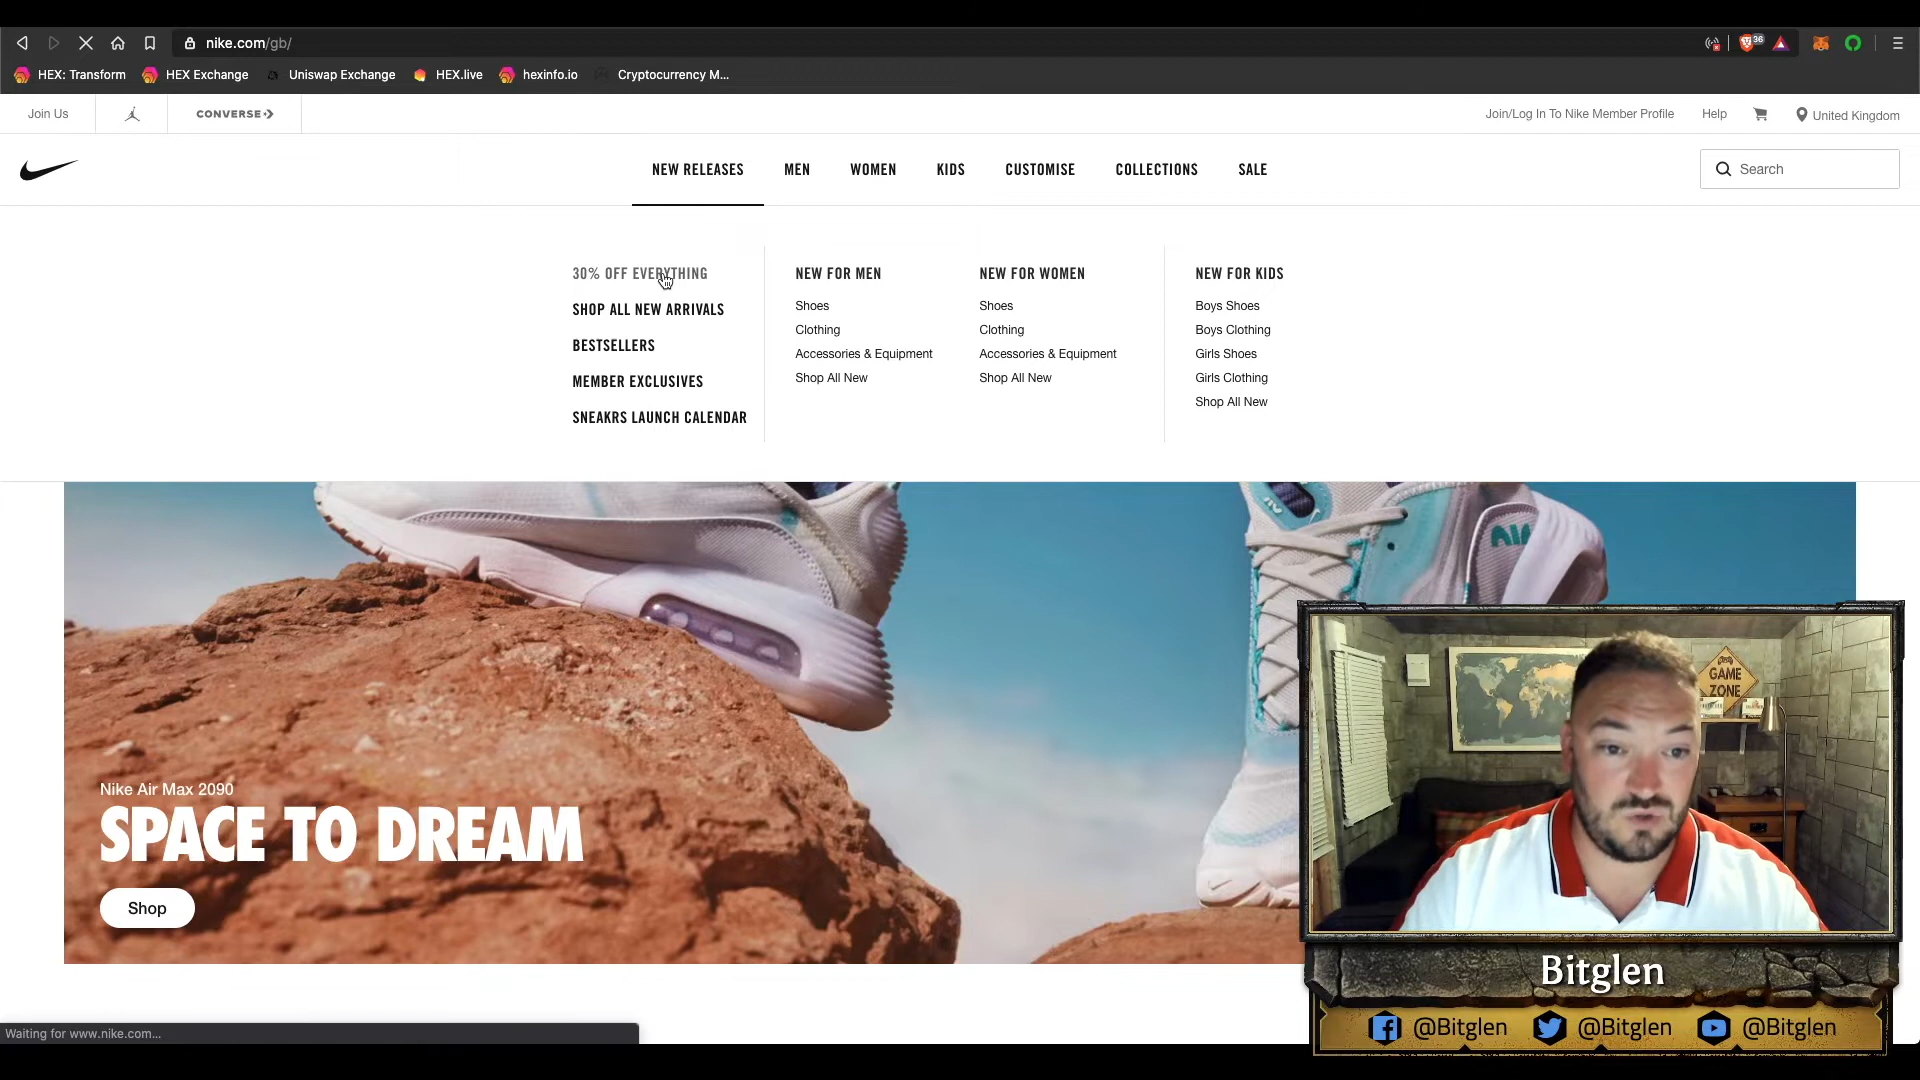 nike.com/gb/
36
HEX: Transform
HEX Exchange
Uniswap Exchange
HEX.live
hexinfo.io
Cryptocurrency M...
Join Us
CONVERSE
Join/Log In To Nike Member Profile
Help
United Kingdom
NEW RELEASES
MEN
WOMEN
KIDS
CUSTOMISE
COLLECTIONS
SALE
Search
30% OFF EVERYTHING
SHOP ALL NEW ARRIVALS
BESTSELLERS
MEMBER EXCLUSIVES
SNEAKRS LAUNCH CALENDAR
NEW FOR MEN
Shoes
Clothing
Accessories & Equipment
Shop All New
NEW FOR WOMEN
Shoes
Clothing
Accessories & Equipment
Shop All New
NEW FOR KIDS
Boys Shoes
Boys Clothing
Girls Shoes
Girls Clothing
Shop All New
Nike Air Max 2090
SPACE TO DREAM
Shop
GAME
ZONE
Bitglen
@Bitglen
@Bitglen
@Bitglen
Waiting for www.nike.com...